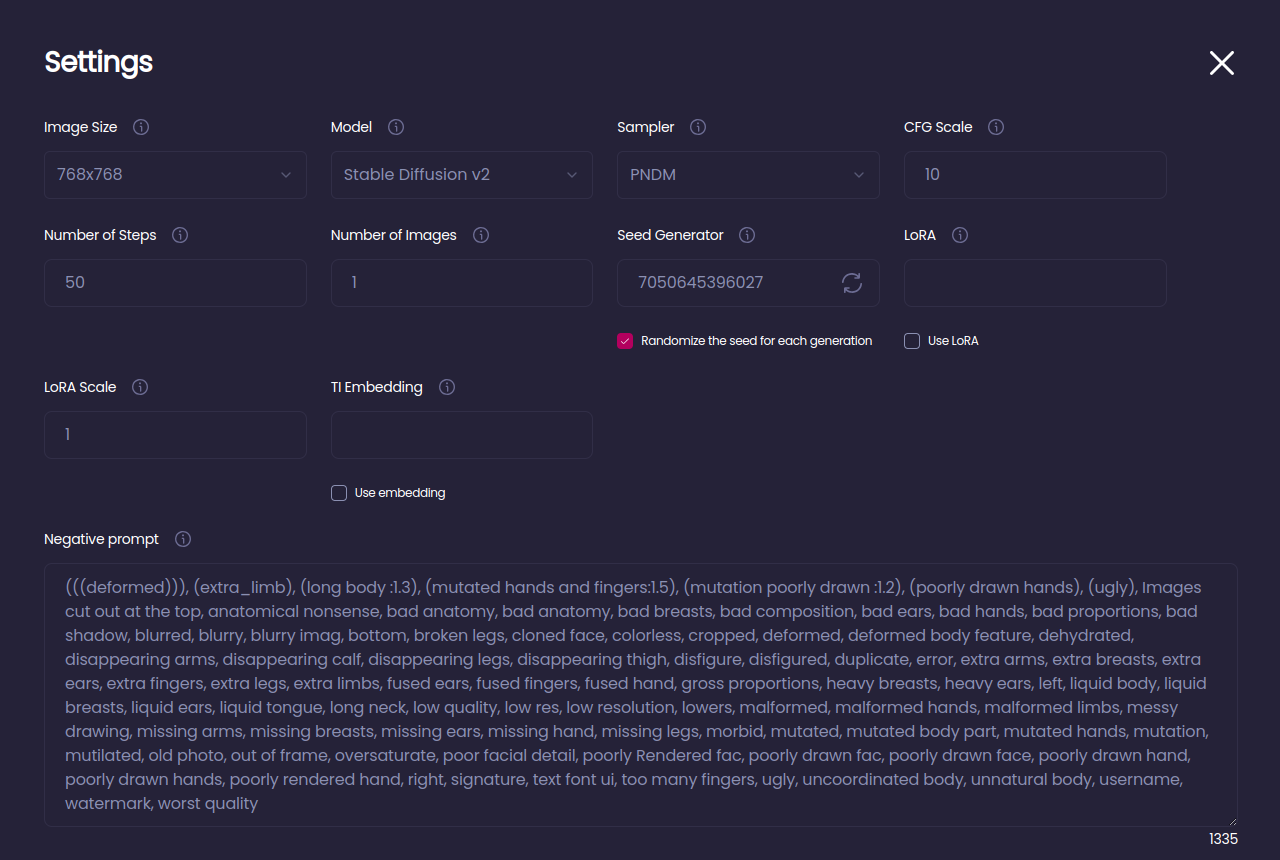 Settings
Image Size
Model
Sampler
CFG Scale
768x768
Stable Diffusion v2
PNDM
10
Number of Steps
Number of Images
Seed Generator
LoRA
50
1
7050645396027
Randomize the seed for each generation
Use LoRA
LoRA Scale
TI Embedding
1
Use embedding
Negative prompt
(((deformed))), (extra_limb), (long body :1.3), (mutated hands and fingers:1.5), (mutation poorly drawn :1.2), (poorly drawn hands), (ugly), Images
cut out at the top, anatomical nonsense, bad anatomy, bad anatomy, bad breasts, bad composition, bad ears, bad hands, bad proportions, bad
shadow, blurred, blurry, blurry imag, bottom, broken legs, cloned face, colorless, cropped, deformed, deformed body feature, dehydrated,
disappearing arms, disappearing calf, disappearing legs, disappearing thigh, disfigure, disfigured, duplicate, error, extra arms, extra breasts, extra
ears, extra fingers, extra legs, extra limbs, fused ears, fused fingers, fused hand, gross proportions, heavy breasts, heavy ears, left, liquid body, liquid
breasts, liquid ears, liquid tongue, long neck, low quality, low res, low resolution, lowers, malformed, malformed hands, malformed limbs, messy
drawing, missing arms, missing breasts, missing ears, missing hand, missing legs, morbid, mutated, mutated body part, mutated hands, mutation,
mutilated, old photo, out of frame, oversaturate, poor facial detail, poorly Rendered fac, poorly drawn fac, poorly drawn face, poorly drawn hand,
poorly drawn hands, poorly rendered hand, right, signature, text font ui, too many fingers, ugly, uncoordinated body, unnatural body, username,
watermark, worst quality
1335